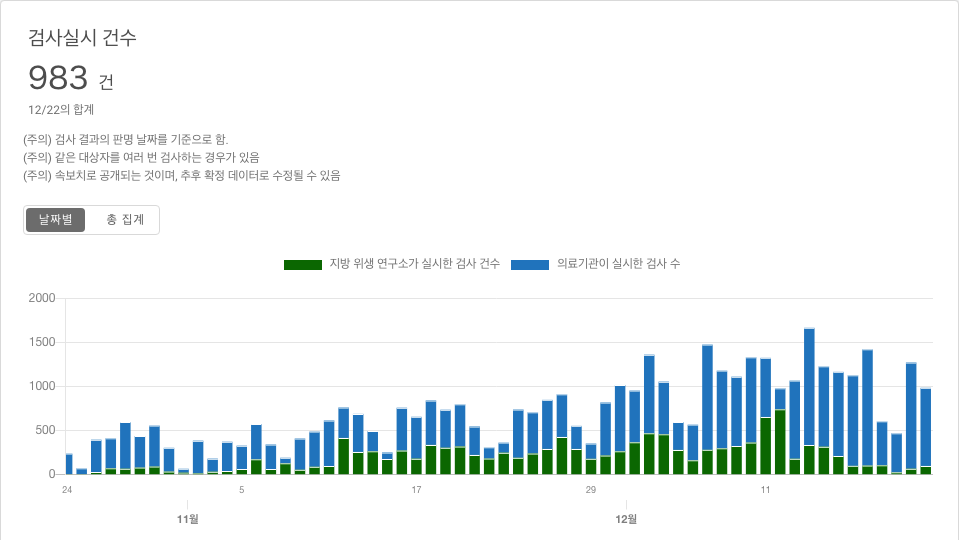 검사실시 건수
983 건
12/22의 합계
(주의) 검사 결과의 판명 날짜를 기준으로 함.
(주의) 같은 대상자를 여러 번 검사하는 경우가 있음
(주의) 속보치로 공개되는 것이며, 추후 확정 데이터로 수정될 수 있음
날짜별 총 집계
지방 위생 연구소가 실시한 검사 건수 의료기관이 실시한 검사 수
2000
1500
1000
500
0
24 5 17 29 11
11월 12월